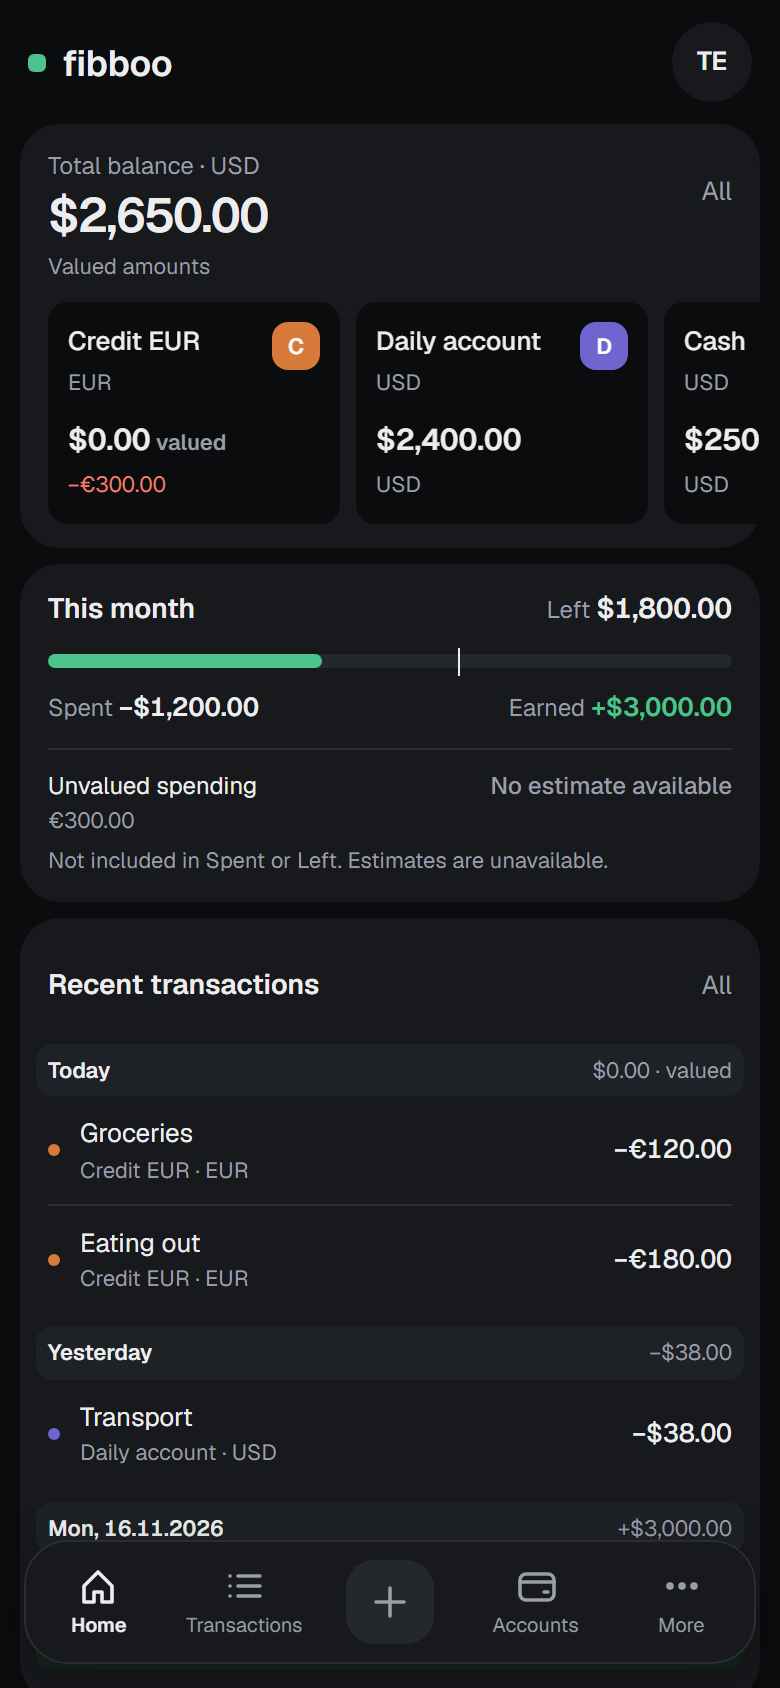 fibboo
TE
Total balance · USD
$2,650.00
All
Valued amounts
Credit EUR
C
EUR
$0.00 valued
−€300.00
Daily account
D
USD
$2,400.00
USD
Cash
USD
$250
USD
This month
Left $1,800.00
Spent −$1,200.00
Earned +$3,000.00
Unvalued spending
No estimate available
€300.00
Not included in Spent or Left. Estimates are unavailable.
Recent transactions
All
Today
$0.00 · valued
Groceries
Credit EUR · EUR
−€120.00
Eating out
Credit EUR · EUR
−€180.00
Yesterday
−$38.00
Transport
Daily account · USD
−$38.00
Mon, 16.11.2026
+$3,000.00
Home
Transactions
Accounts
More